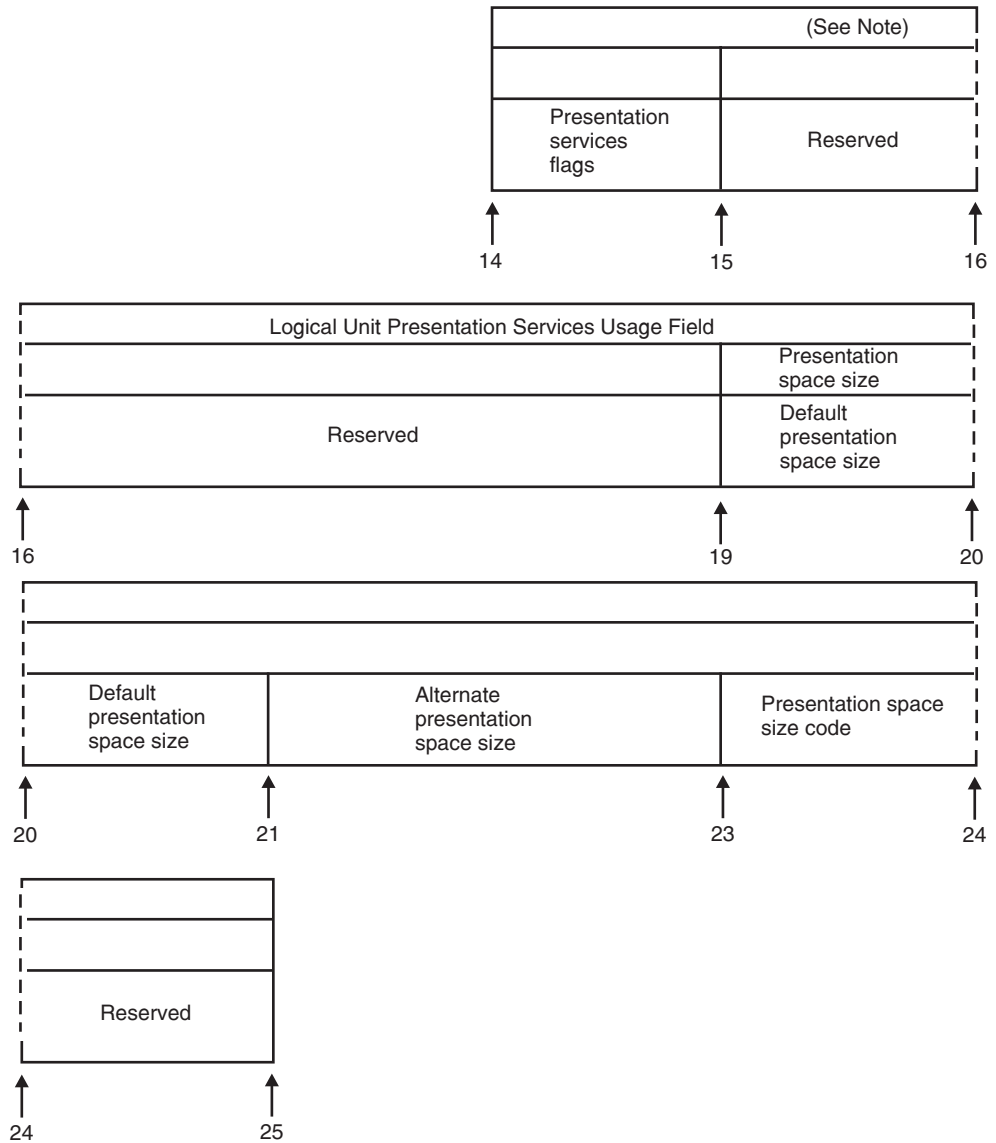 (See Note)
Presentation
services
flags
Reserved
14
15
16
Logical Unit Presentation Services Usage Field
Presentation
space size
Reserved
Default
presentation
space size
16
19
20
Default
presentation
space size
Alternate
presentation
space size
Presentation space
size code
20
21
23
24
Reserved
24
25